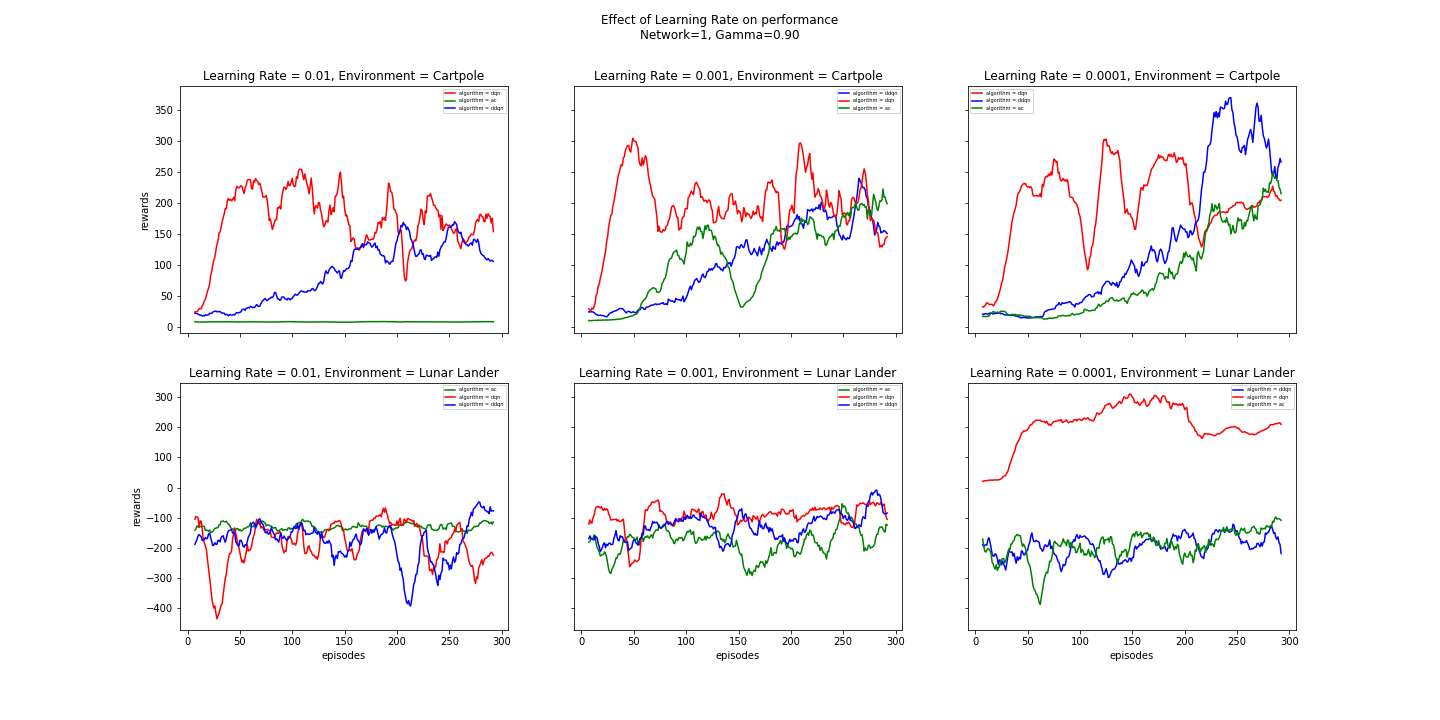 Effect of Learning Rate on performance
Network=1, Gamma=0.90
Learning Rate = 0.01, Environment = Cartpole
Learning Rate = 0.001, Environment = Cartpole
Learning Rate = 0.0001, Environment = Cartpole
algorithm = dqn
algorithm = ac
algorithm = ddqn
algorithm = ddqn
algorithm = dqn
algorithm = ac
algorithm = dqn
algorithm = ddqn
algorithm = ac
rewards
350
300
250
200
150
100
50
0
Learning Rate = 0.01, Environment = Lunar Lander
Learning Rate = 0.001, Environment = Lunar Lander
Learning Rate = 0.0001, Environment = Lunar Lander
algorithm = ac
algorithm = dqn
algorithm = ddqn
algorithm = ac
algorithm = dqn
algorithm = ddqn
algorithm = ddqn
algorithm = dqn
algorithm = ac
rewards
300
200
100
0
−100
−200
−300
−400
0 50 100 150 200 250 300
0 50 100 150 200 250 300
0 50 100 150 200 250 300
episodes
episodes
episodes